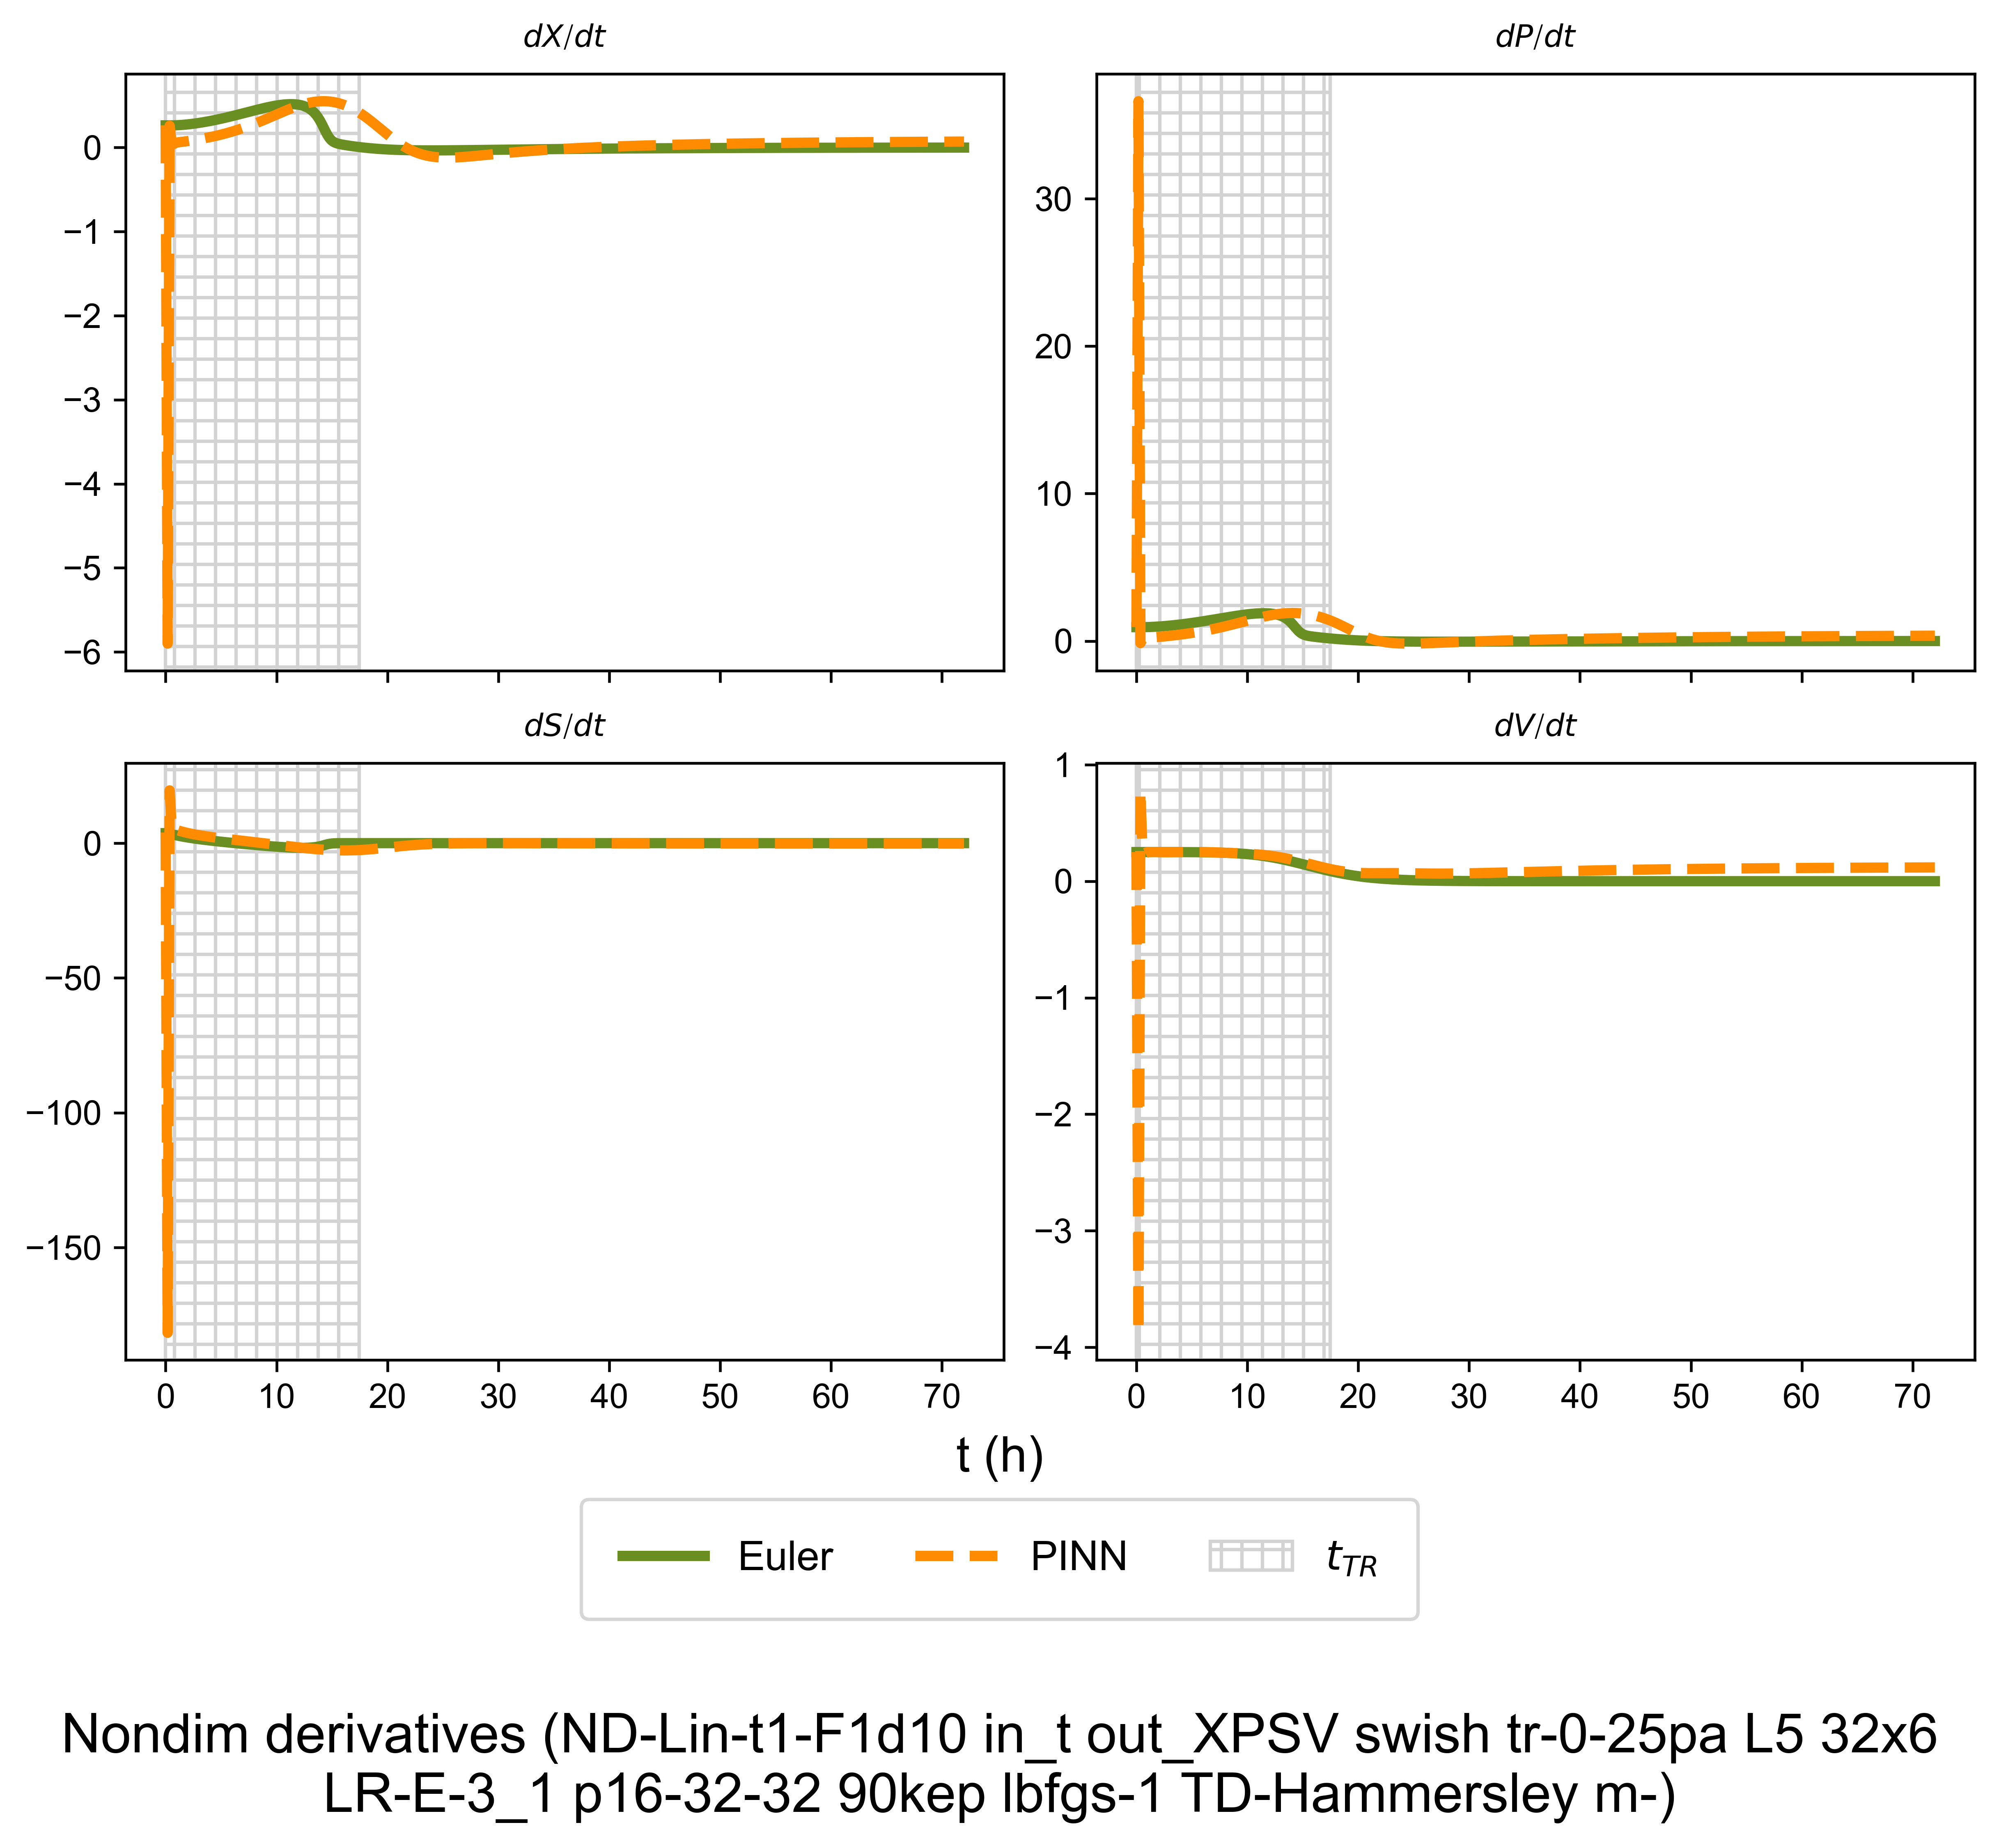 dX/dt
dP/dt
0
−1
−2
−3
−4
−5
−6
30
20
10
0
dS/dt
dV/dt
0
−50
−100
−150
1
0
−1
−2
−3
−4
0 10 20 30 40 50 60 70
0 10 20 30 40 50 60 70
t (h)
Euler PINN t_TR
Nondim derivatives (ND-Lin-t1-F1d10 in_t out_XPSV swish tr-0-25pa L5 32x6
LR-E-3_1 p16-32-32 90kep lbfgs-1 TD-Hammersley m-)